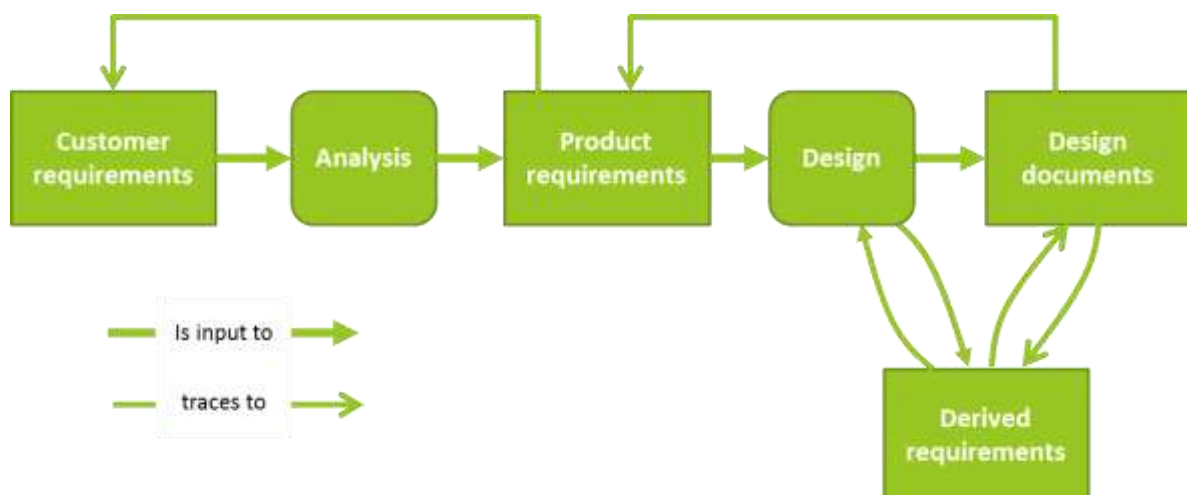 Customer
requirements
Analysis
Product
requirements
Design
Design
documents
Is input to
traces to
Derived
requirements